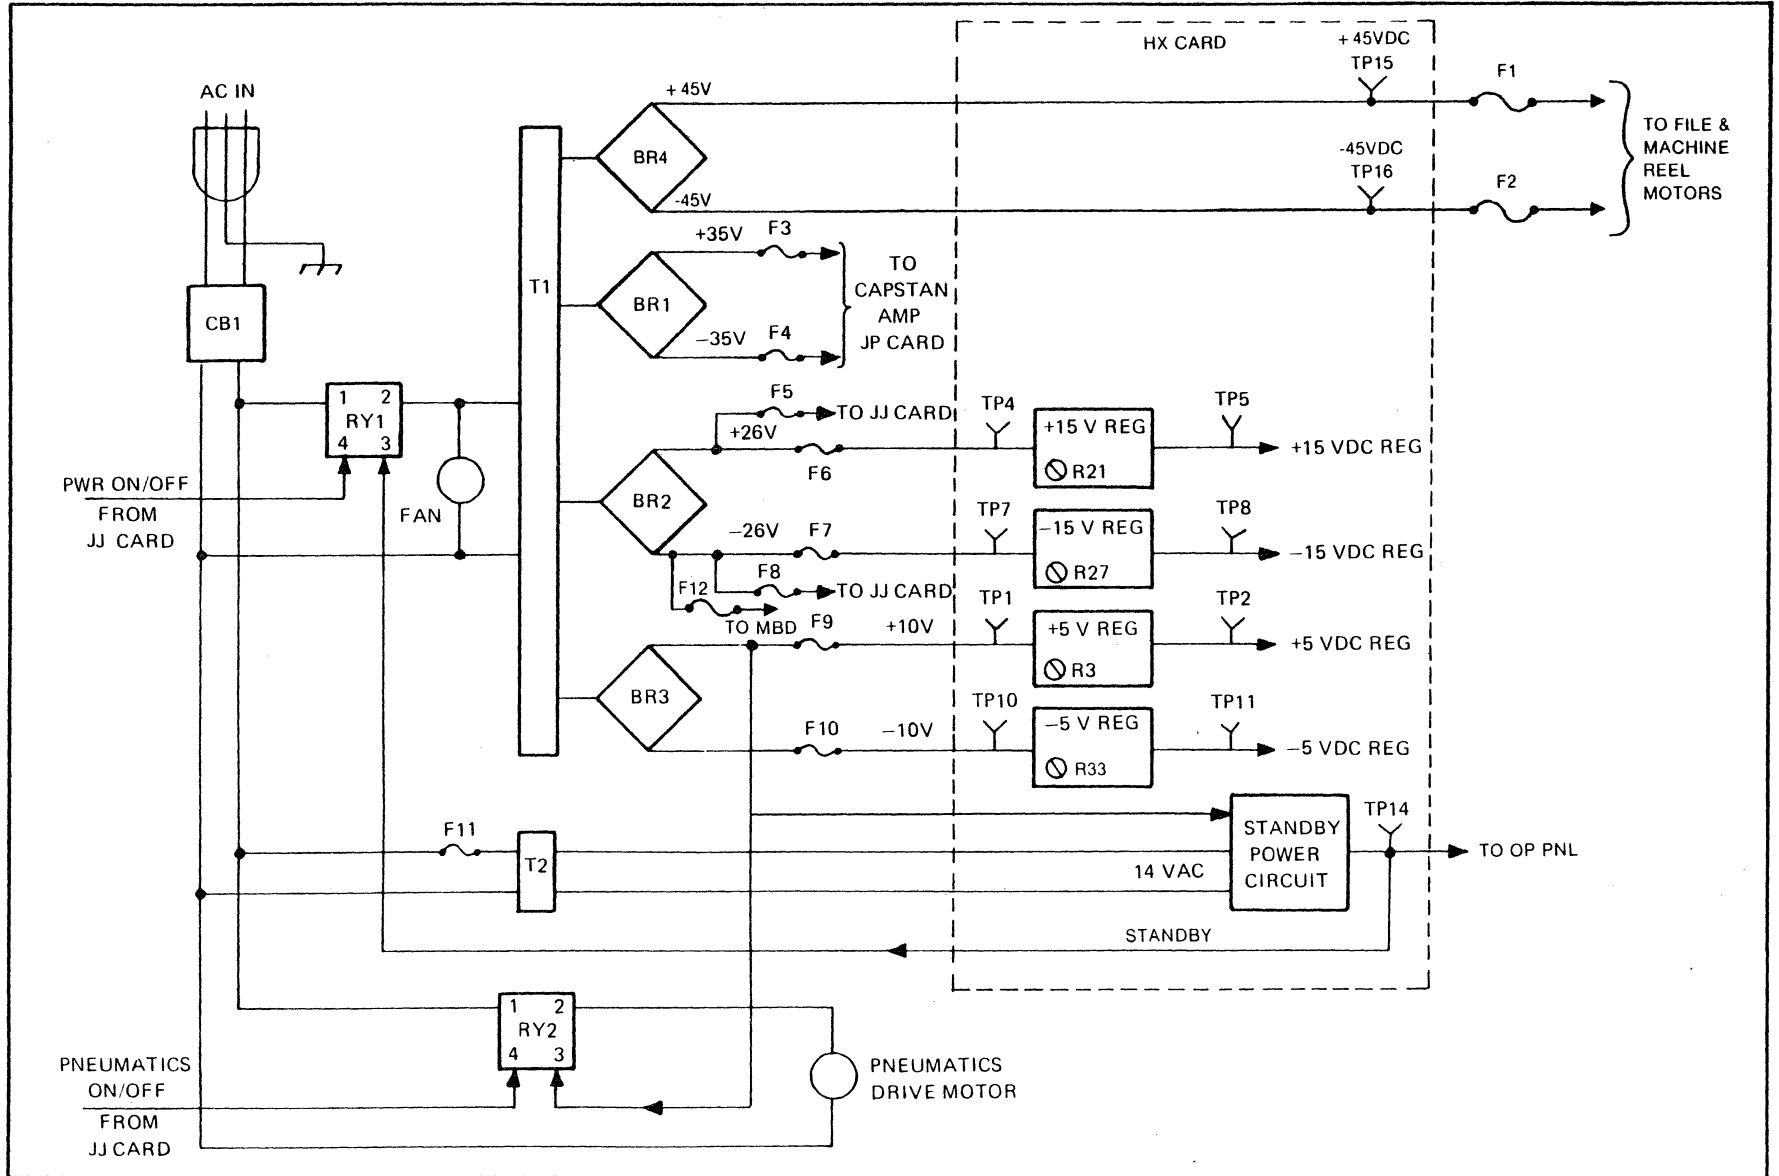 HX CARD
+45VDC
TP15
F1
AC IN
+45V
BR4
TO FILE &
MACHINE
REEL
MOTORS
-45VDC
TP16
F2
-45V
+35V
F3
T1
BR1
TO
CAPSTAN
AMP
JP CARD
−35V
F4
CB1
1 2
RY1
4 3
F5
TO JJ CARD
+26V
F6
TP4
+15 V REG
R21
TP5
+15 VDC REG
PWR ON/OFF
FROM
JJ CARD
FAN
BR2
−26V
F7
TP7
−15 V REG
R27
TP8
−15 VDC REG
F8
TO JJ CARD
F12
TO MBD
F9
+10V
TP1
+5 V REG
R3
TP2
+5 VDC REG
BR3
F10
−10V
TP10
−5 V REG
R33
TP11
−5 VDC REG
F11
T2
14 VAC
STANDBY
POWER
CIRCUIT
TP14
TO OP PNL
STANDBY
1 2
RY2
4 3
PNEUMATICS
ON/OFF
FROM
JJ CARD
PNEUMATICS
DRIVE MOTOR